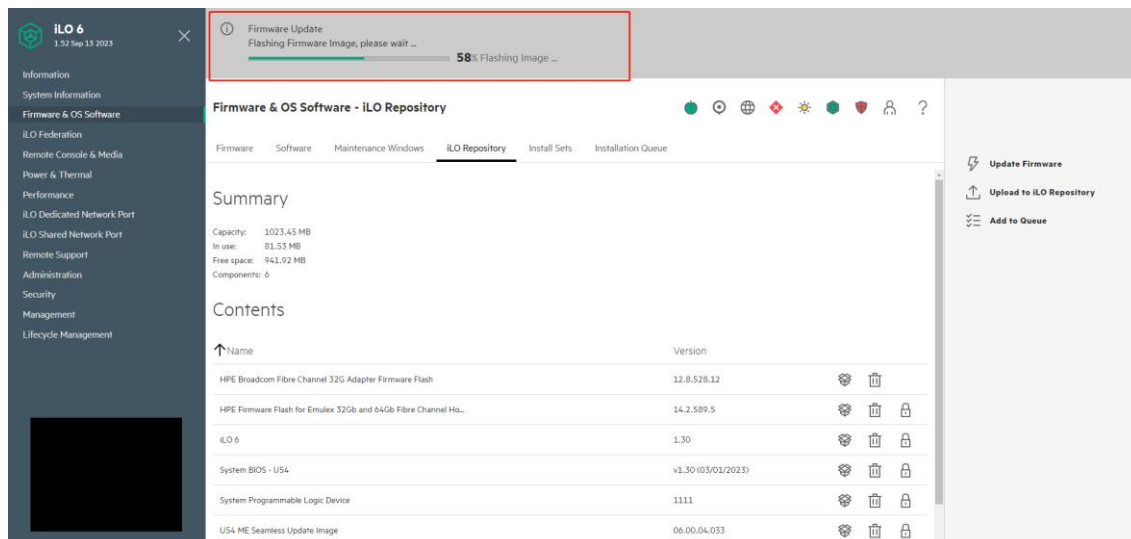 iLO 6
1.52 Sep 13 2023
Information
System Information
Firmware & OS Software
iLO Federation
Remote Console & Media
Power & Thermal
Performance
iLO Dedicated Network Port
iLO Shared Network Port
Remote Support
Administration
Security
Management
Lifecycle Management
Firmware Update
Flashing Firmware Image, please wait ...
58% Flashing Image ...
Firmware & OS Software - iLO Repository
?
Firmware Software Maintenance Windows iLO Repository Install Sets Installation Queue
Summary
Capacity: 1023.45 MB
In use: 81.53 MB
Free space: 941.92 MB
Components: 6
Contents
Name Version
HPE Broadcom Fibre Channel 32G Adapter Firmware Flash 12.8.528.12
HPE Firmware Flash for Emulex 32Gb and 64Gb Fibre Channel Ho... 14.2.589.5
iLO 6 1.30
System BIOS - U54 v1.30 (03/01/2023)
System Programmable Logic Device 1111
U54 ME Seamless Update Image 06.00.04.033
Update Firmware
Upload to iLO Repository
Add to Queue